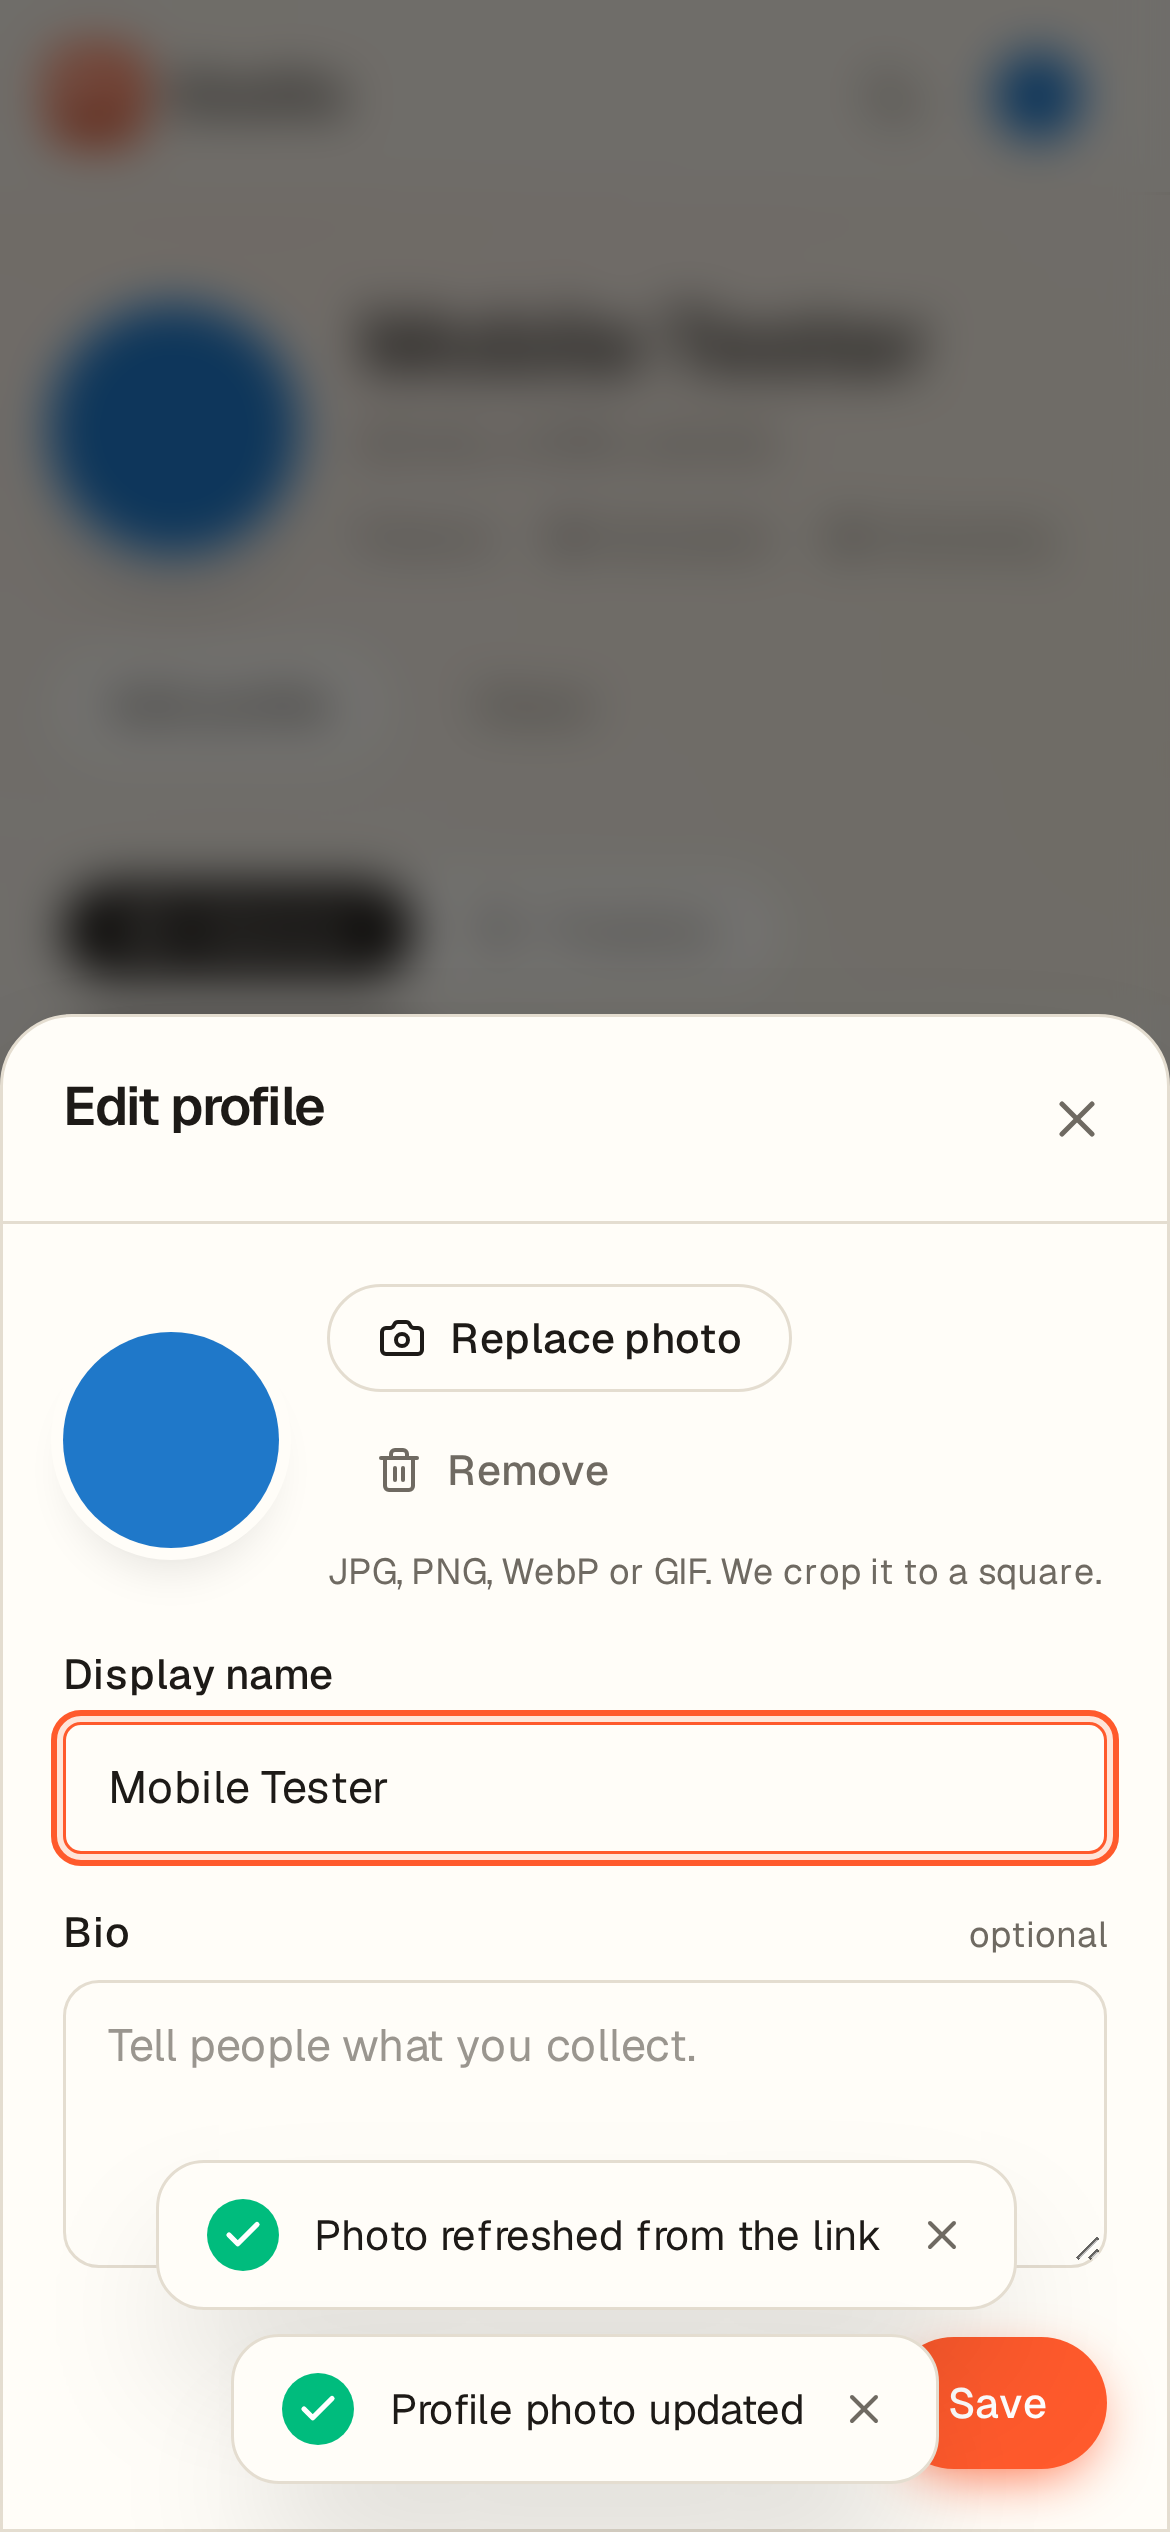 Edit profile
Replace photo
Remove
JPG, PNG, WebP or GIF. We crop it to a square.
Display name
Mobile Tester
Bio
optional
Tell people what you collect.
Photo refreshed from the link
Profile photo updated
Save